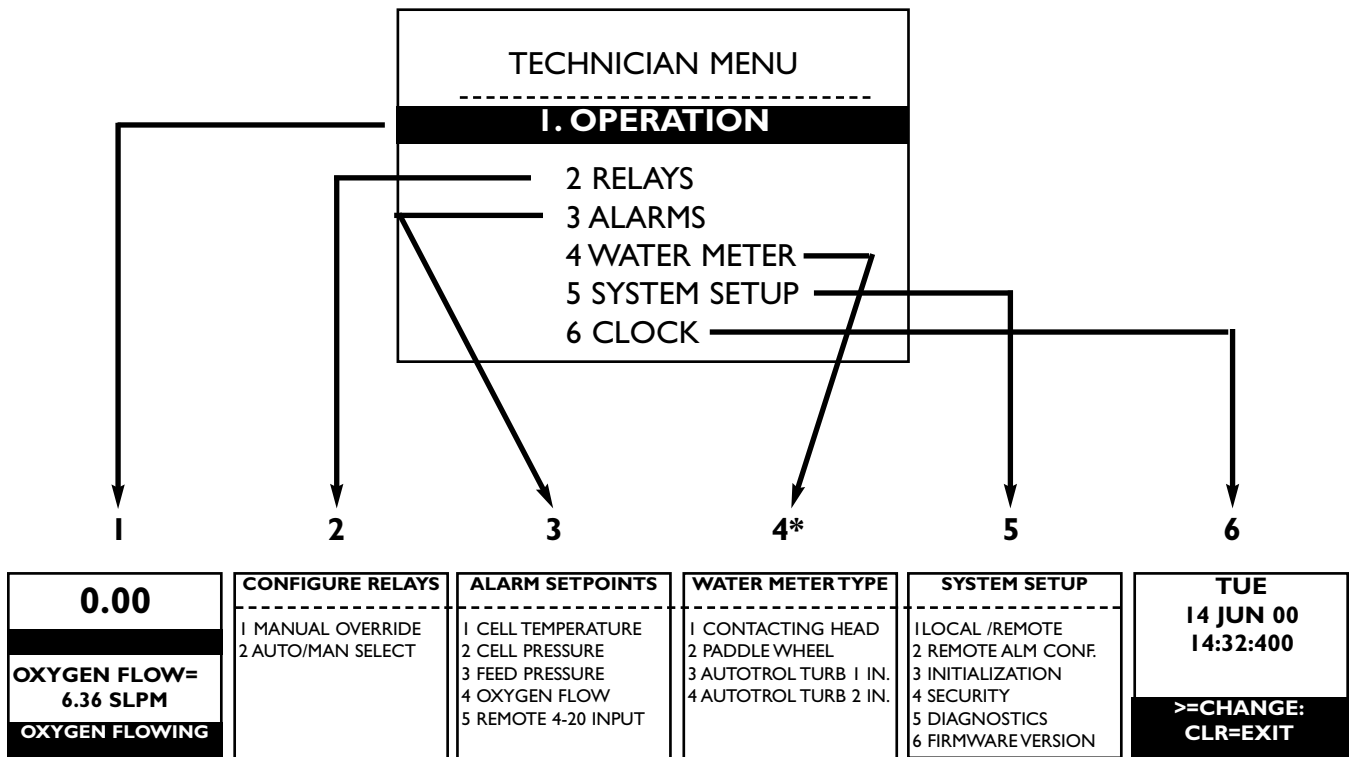 TECHNICIAN MENU
1. OPERATION
2 RELAYS
3 ALARMS
4 WATER METER
5 SYSTEM SETUP
6 CLOCK
1
2
3
4*
5
6
0.00
OXYGEN FLOW=
6.36 SLPM
OXYGEN FLOWING
CONFIGURE RELAYS
1 MANUAL OVERRIDE
2 AUTO/MAN SELECT
ALARM SETPOINTS
1 CELL TEMPERATURE
2 CELL PRESSURE
3 FEED PRESSURE
4 OXYGEN FLOW
5 REMOTE 4-20 INPUT
WATER METER TYPE
1 CONTACTING HEAD
2 PADDLE WHEEL
3 AUTOTROL TURB 1 IN.
4 AUTOTROL TURB 2 IN.
SYSTEM SETUP
1LOCAL /REMOTE
2 REMOTE ALM CONF.
3 INITIALIZATION
4 SECURITY
5 DIAGNOSTICS
6 FIRMWARE VERSION
TUE
14 JUN 00
14:32:400
>=CHANGE:
CLR=EXIT